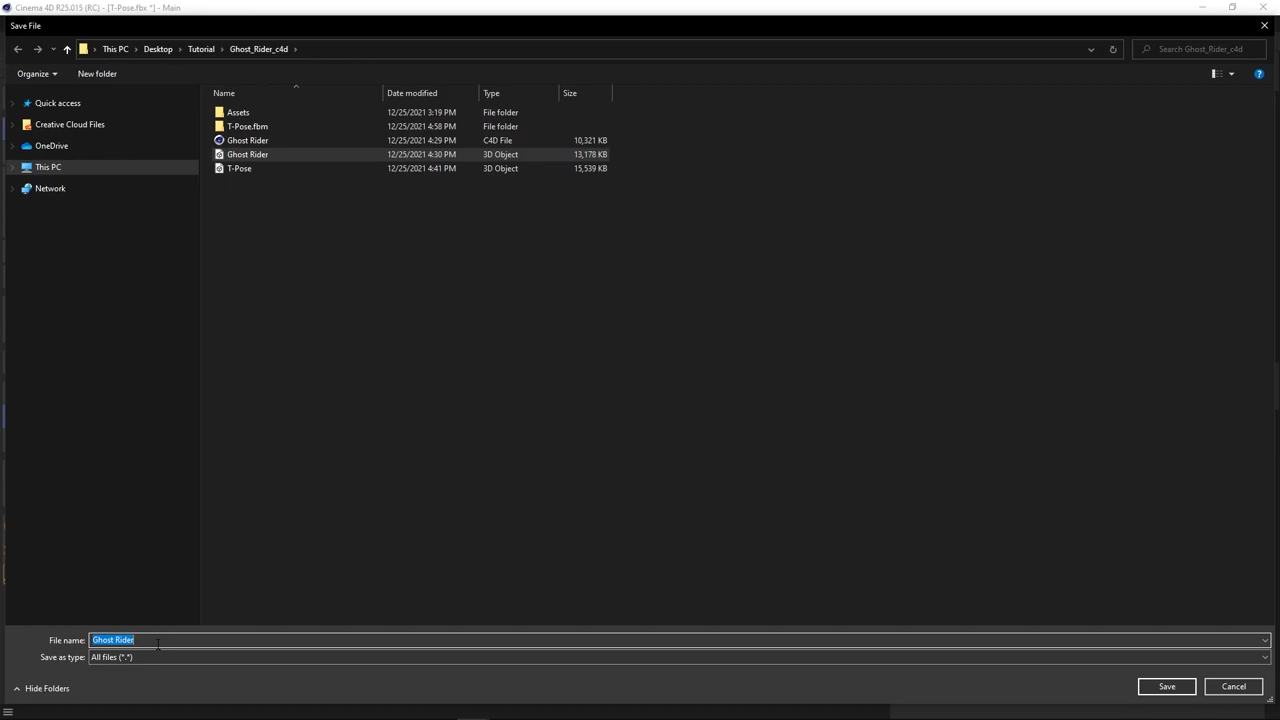 Cinema 4D R25.015 (RC) - [T-Pose.fbx *] - Main
Save File
This PC > Desktop > Tutorial > Ghost_Rider_c4d >
Search Ghost_Rider_c4d
Organize New folder
Name Date modified Type Size
Quick access
Creative Cloud Files
OneDrive
This PC
Network
Assets 12/25/2021 3:19 PM File folder
T-Pose.fbm 12/25/2021 4:58 PM File folder
Ghost Rider 12/25/2021 4:29 PM C4D File 10,321 KB
Ghost Rider 12/25/2021 4:30 PM 3D Object 13,178 KB
T-Pose 12/25/2021 4:41 PM 3D Object 15,539 KB
File name: Ghost Rider
Save as type: All files (*.*)
Hide Folders
Save Cancel